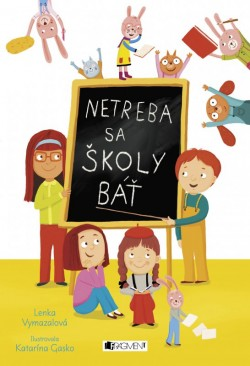 NETREBA
SA
ŠKOLY
BÁŤ
Lenka
Vymazalová
Ilustrovala
Katarína Gasko
FRAGMENT